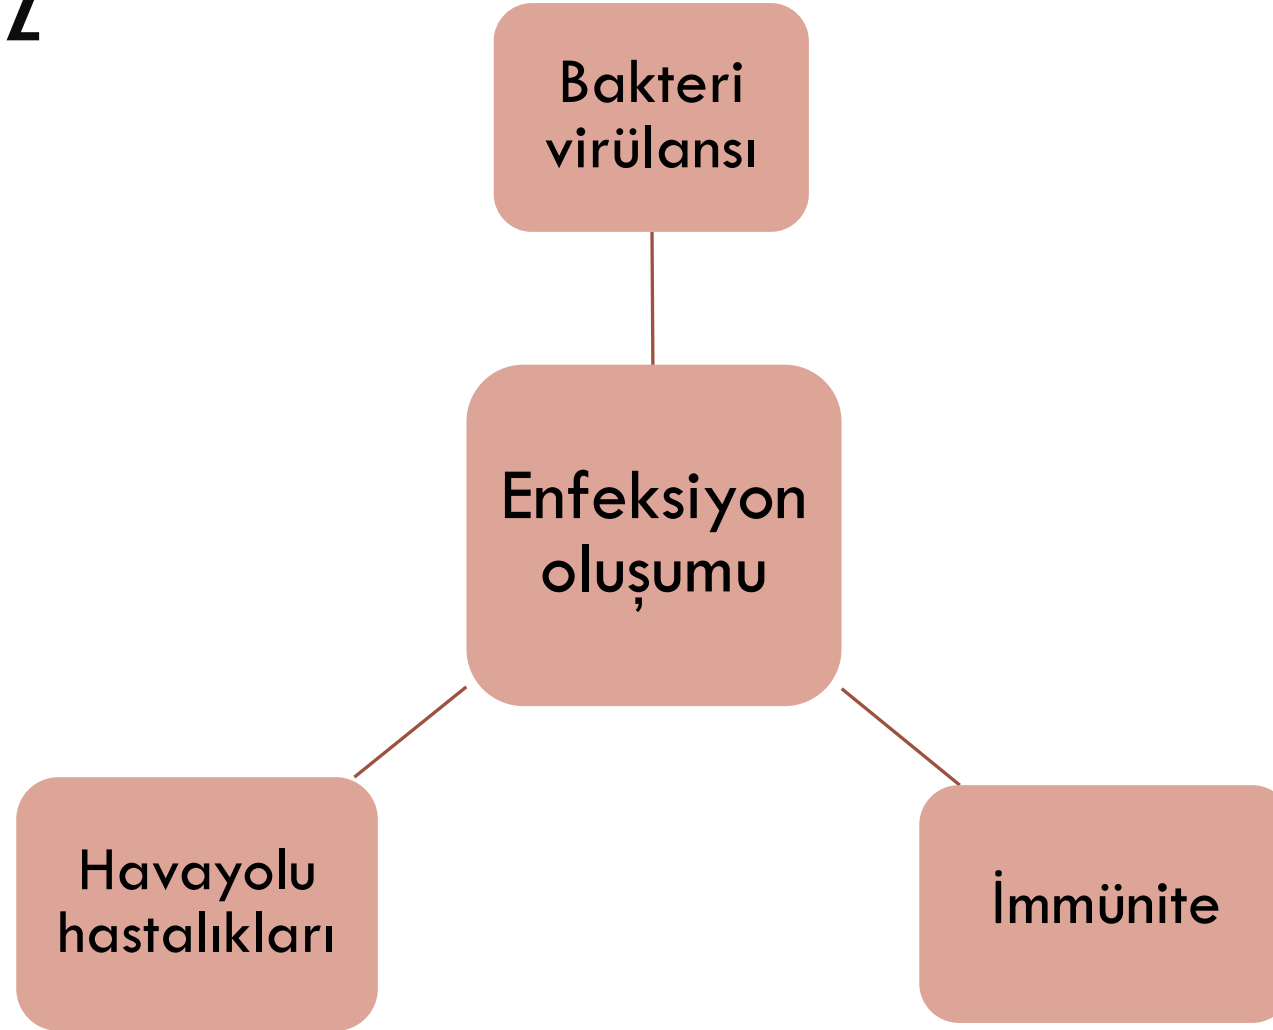 Bakteri
virülansı
Enfeksiyon
oluşumu
Havayolu
hastalıkları
İmmünite